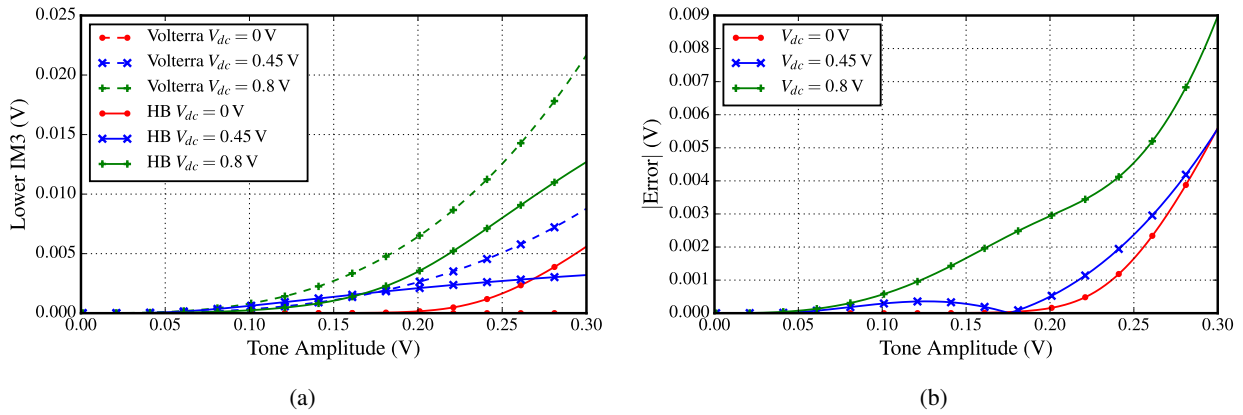 0.025
0.020
0.015
0.010
0.005
0.000
Lower IM3 (V)
Volterra V_dc = 0 V
Volterra V_dc = 0.45 V
Volterra V_dc = 0.8 V
HB V_dc = 0 V
HB V_dc = 0.45 V
HB V_dc = 0.8 V
0.00 0.05 0.10 0.15 0.20 0.25 0.30
Tone Amplitude (V)
(a)
0.009
0.008
0.007
0.006
0.005
0.004
0.003
0.002
0.001
0.000
|Error| (V)
V_dc = 0 V
V_dc = 0.45 V
V_dc = 0.8 V
0.00 0.05 0.10 0.15 0.20 0.25 0.30
Tone Amplitude (V)
(b)